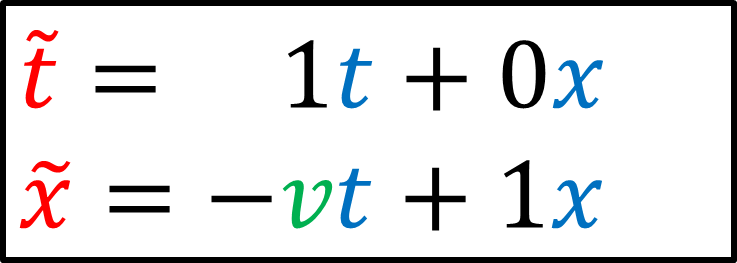 t̃ = 1t + 0x
x̃ = −vt + 1x